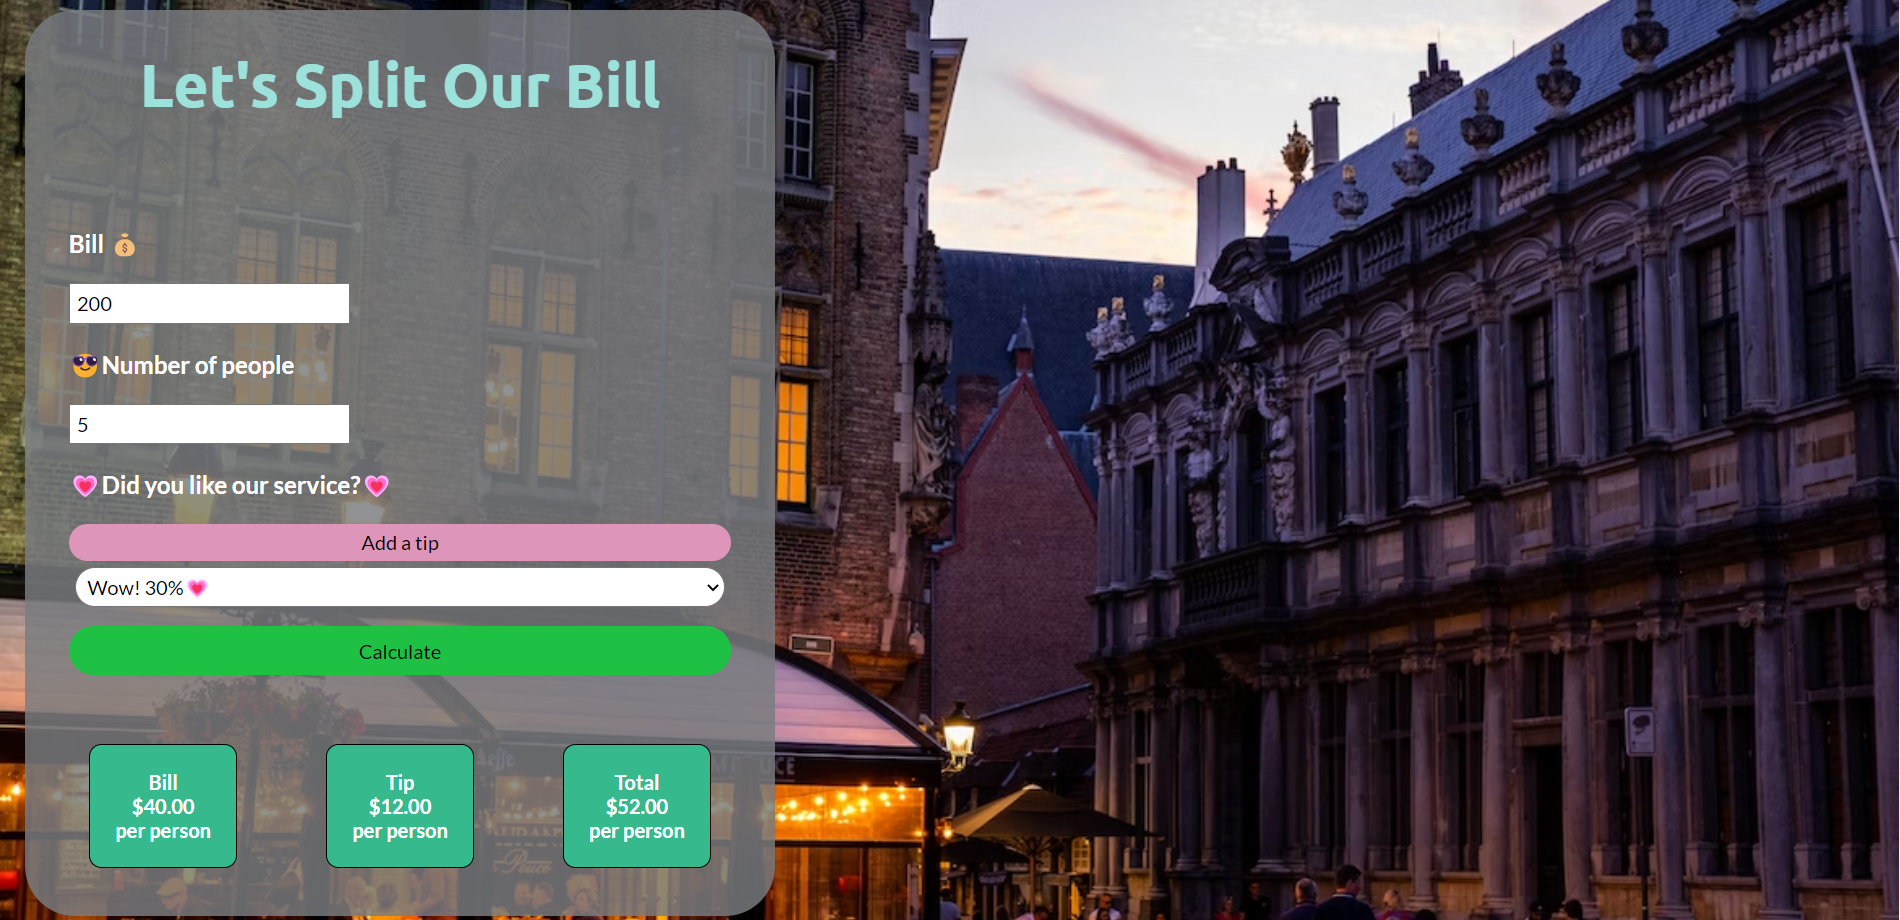 Let's Split Our Bill
Bill 💰
200
😎Number of people
5
💗Did you like our service?💗
Add a tip
Wow! 30%💗
Calculate
Bill
$40.00
per person
Tip
$12.00
per person
Total
$52.00
per person